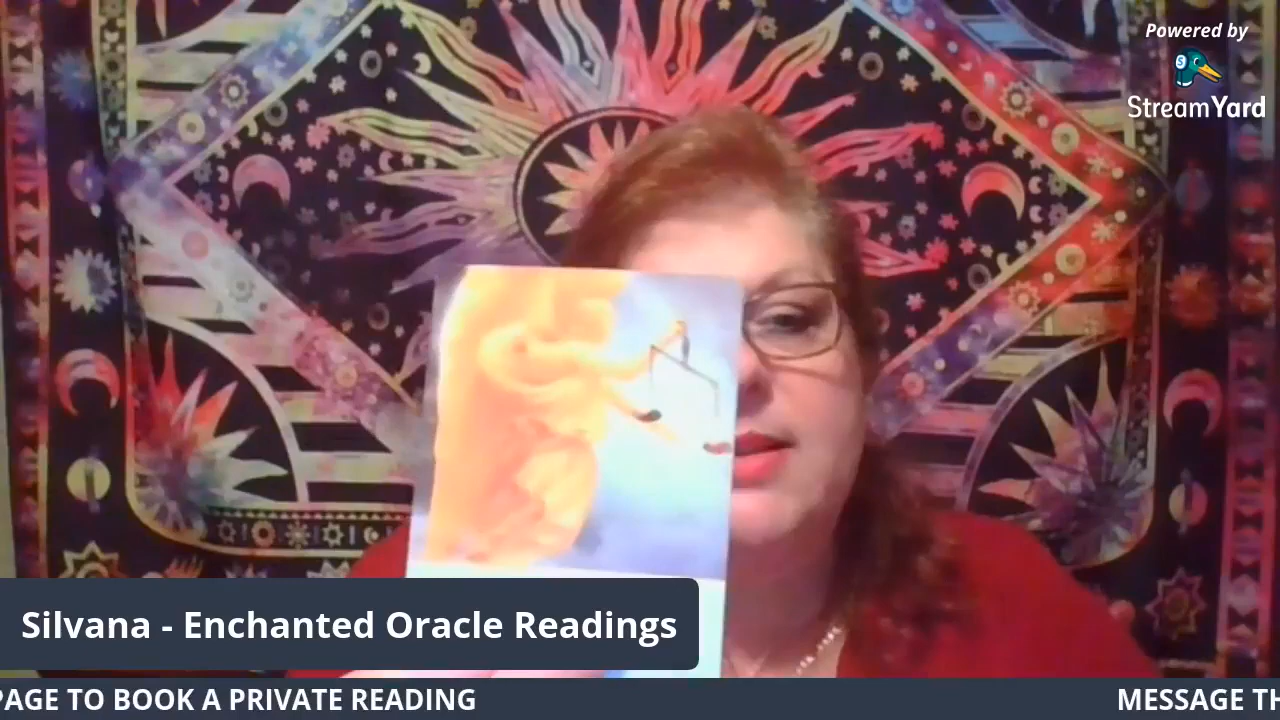 Powered by
StreamYard
Silvana - Enchanted Oracle Readings
PAGE TO BOOK A PRIVATE READING
MESSAGE TH